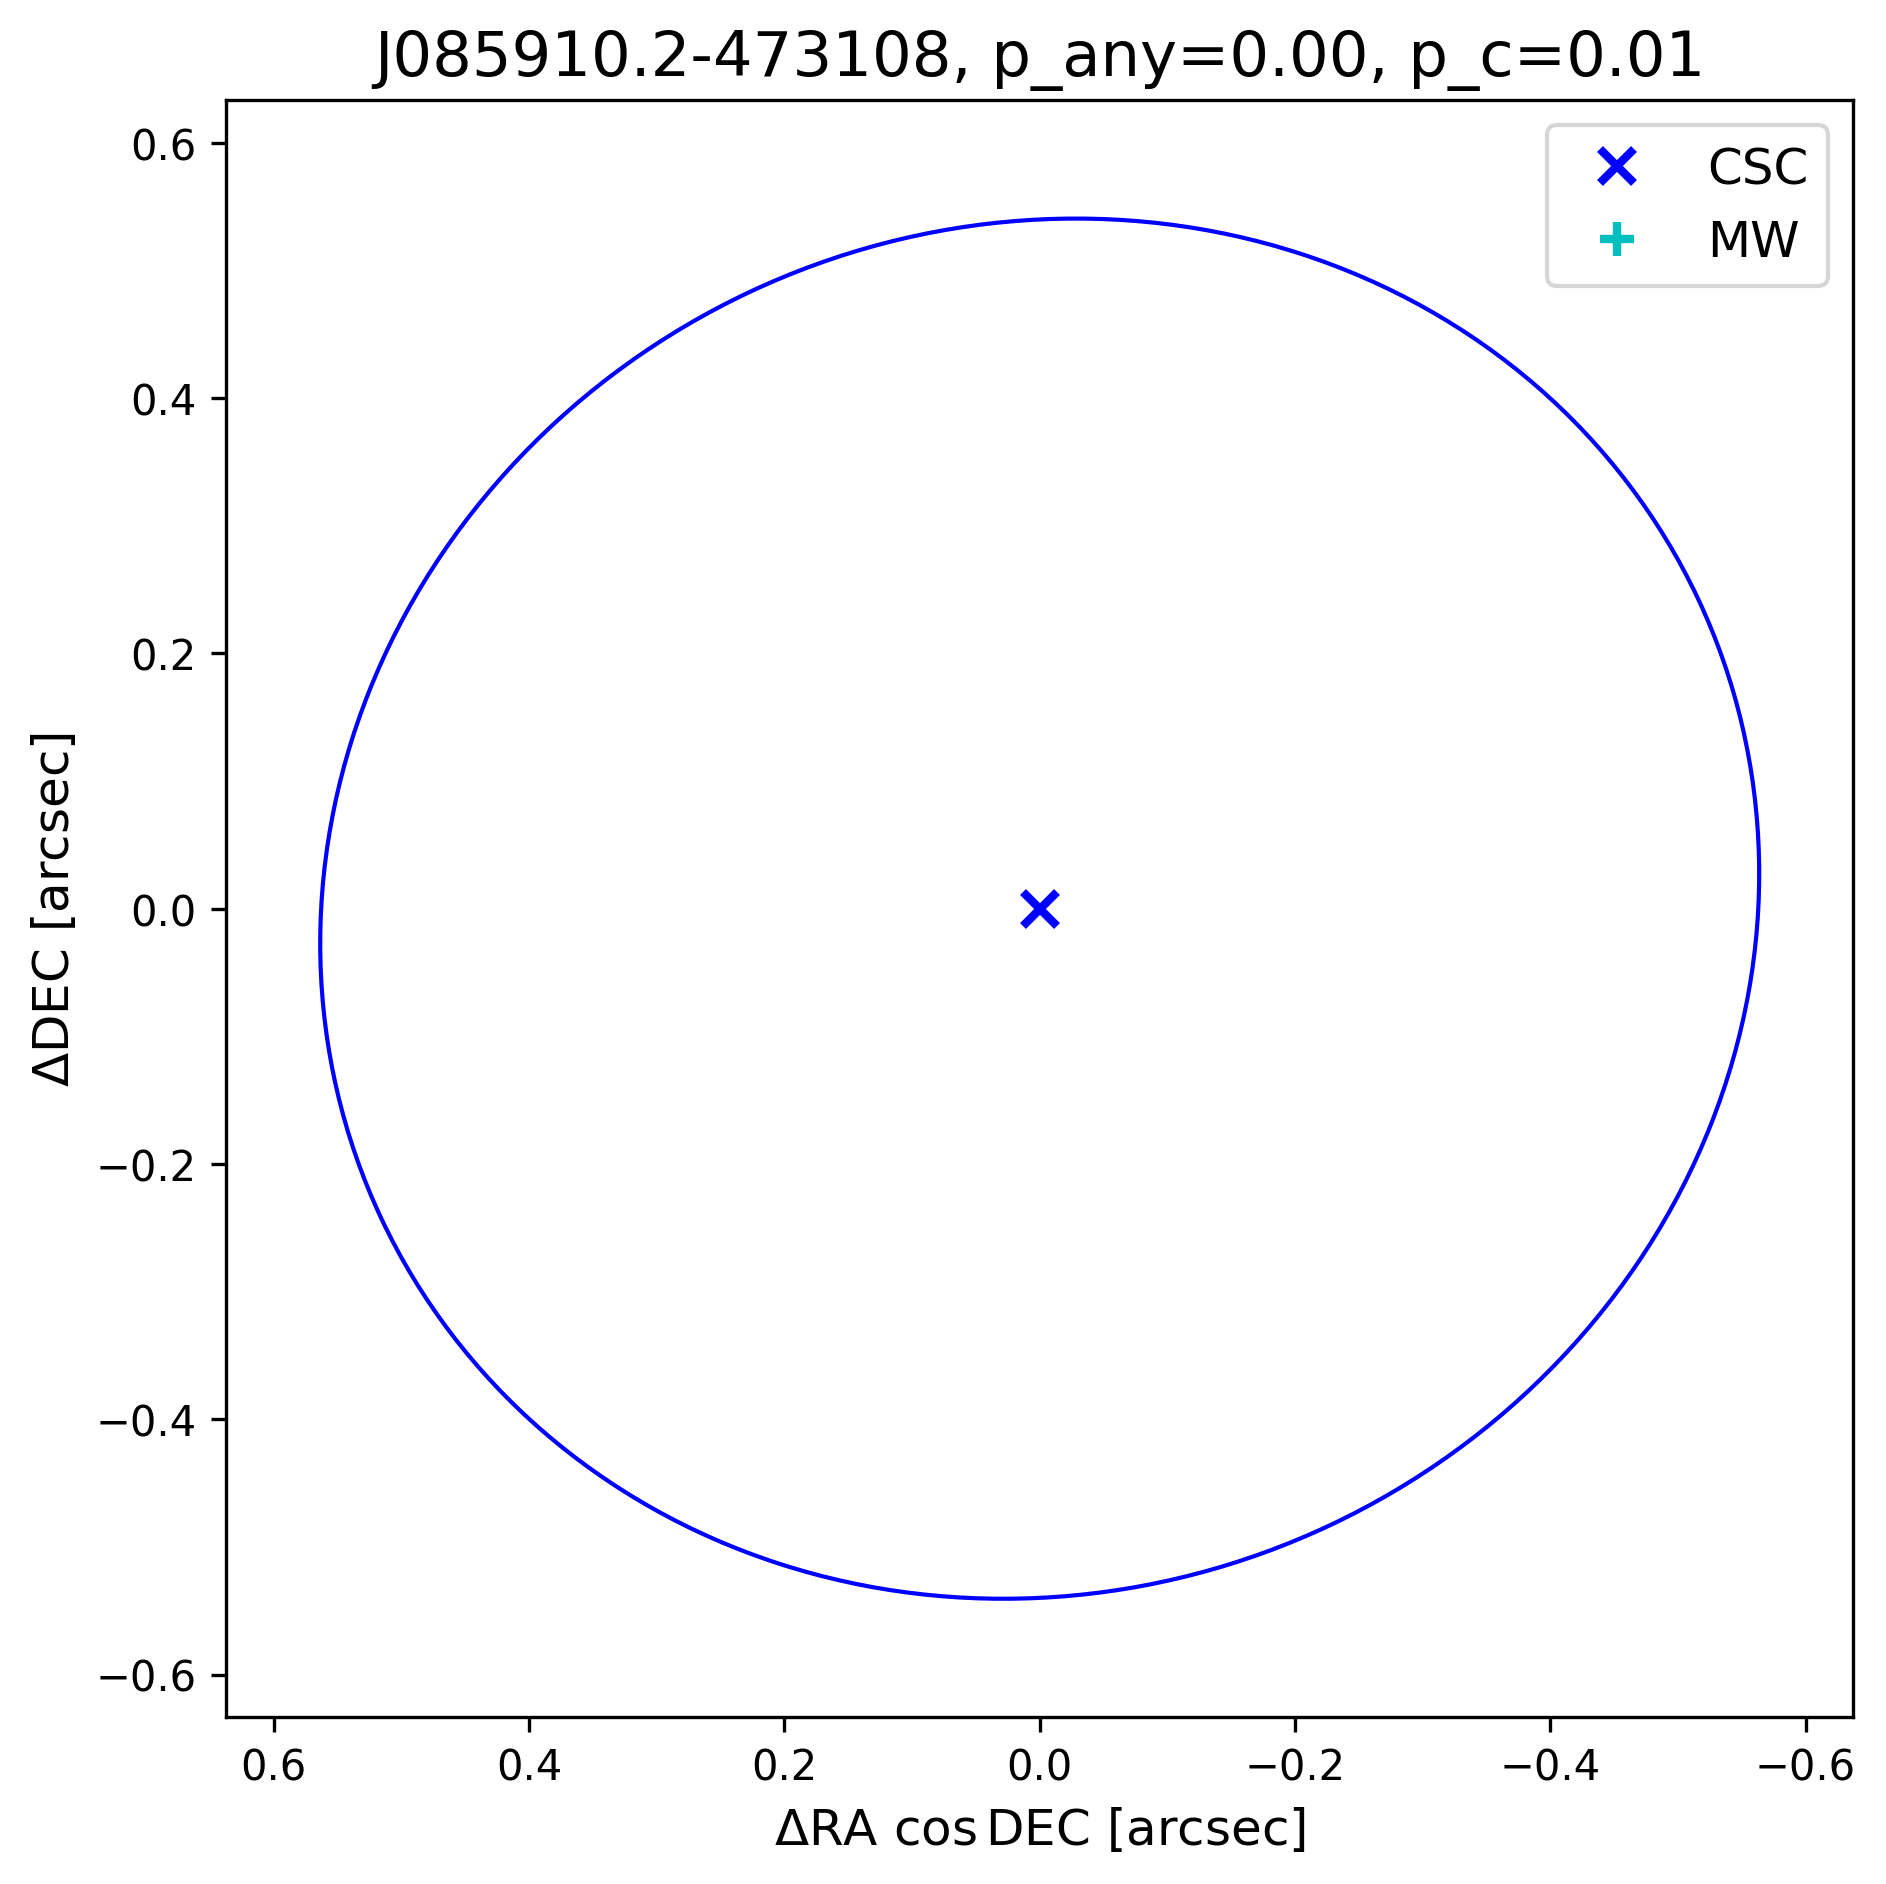 J085910.2-473108, p_any=0.00, p_c=0.01
CSC
MW
0.6
0.4
0.2
0.0
−0.2
−0.4
−0.6
ΔDEC [arcsec]
0.6 0.4 0.2 0.0 −0.2 −0.4 −0.6
ΔRA cos DEC [arcsec]